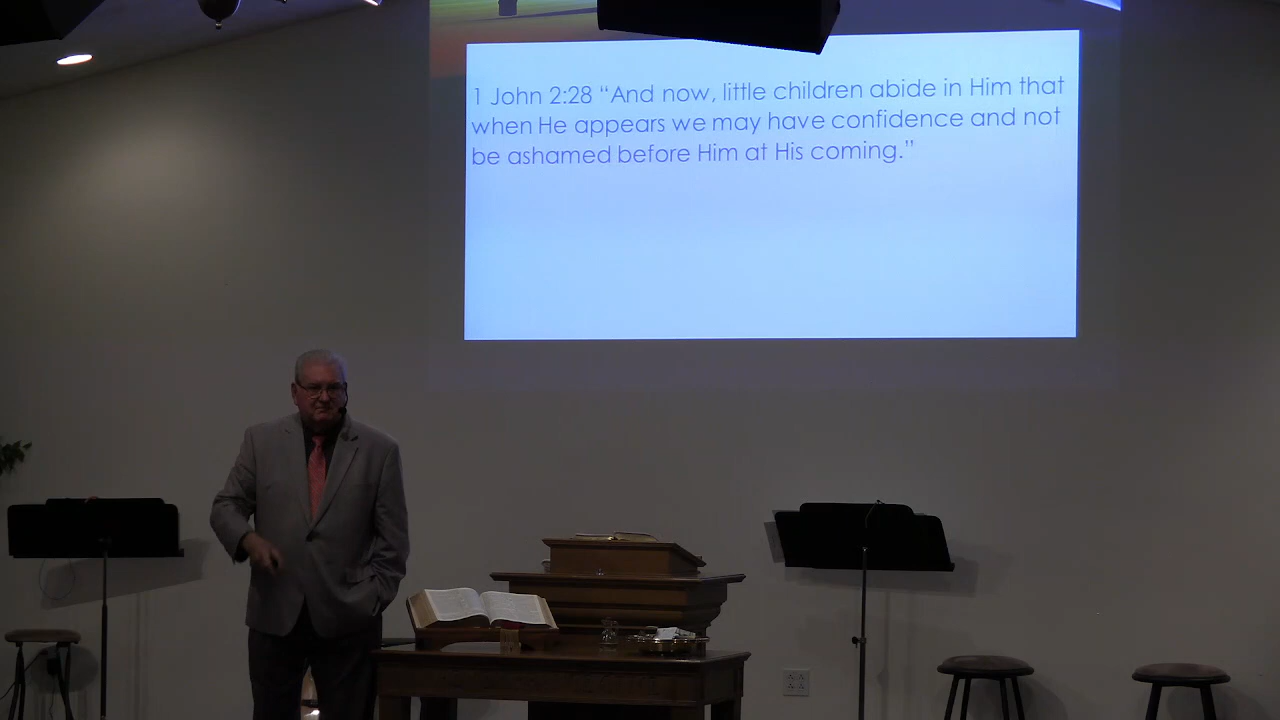 1 John 2:28 “And now, little children abide in Him that
when He appears we may have confidence and not
be ashamed before Him at His coming.”